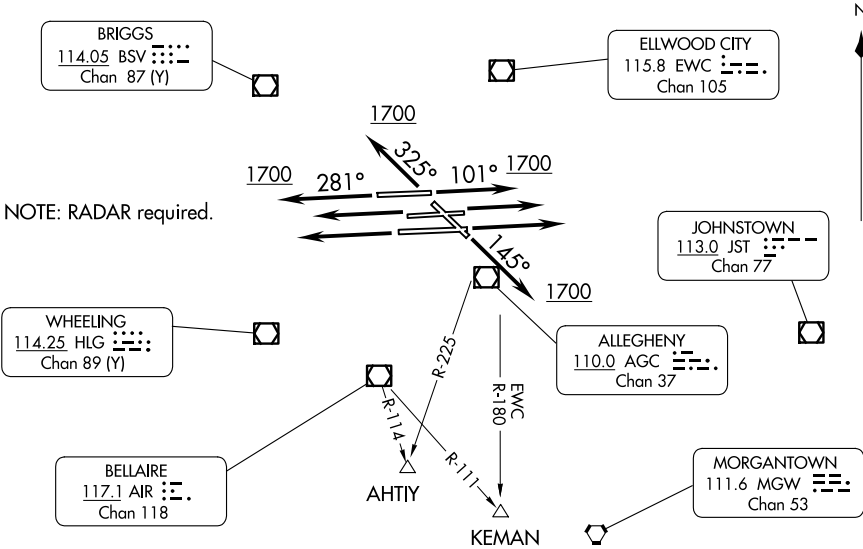 BRIGGS
114.05 BSV
Chan 87 (Y)
ELLWOOD CITY
115.8 EWC
Chan 105
N
1700
325°
1700
281°
101°
1700
NOTE: RADAR required.
145°
1700
JOHNSTOWN
113.0 JST
Chan 77
WHEELING
114.25 HLG
Chan 89 (Y)
ALLEGHENY
110.0 AGC
Chan 37
R-225
EWC
R-180
R-114
R-111
BELLAIRE
117.1 AIR
Chan 118
AHTIY
KEMAN
MORGANTOWN
111.6 MGW
Chan 53